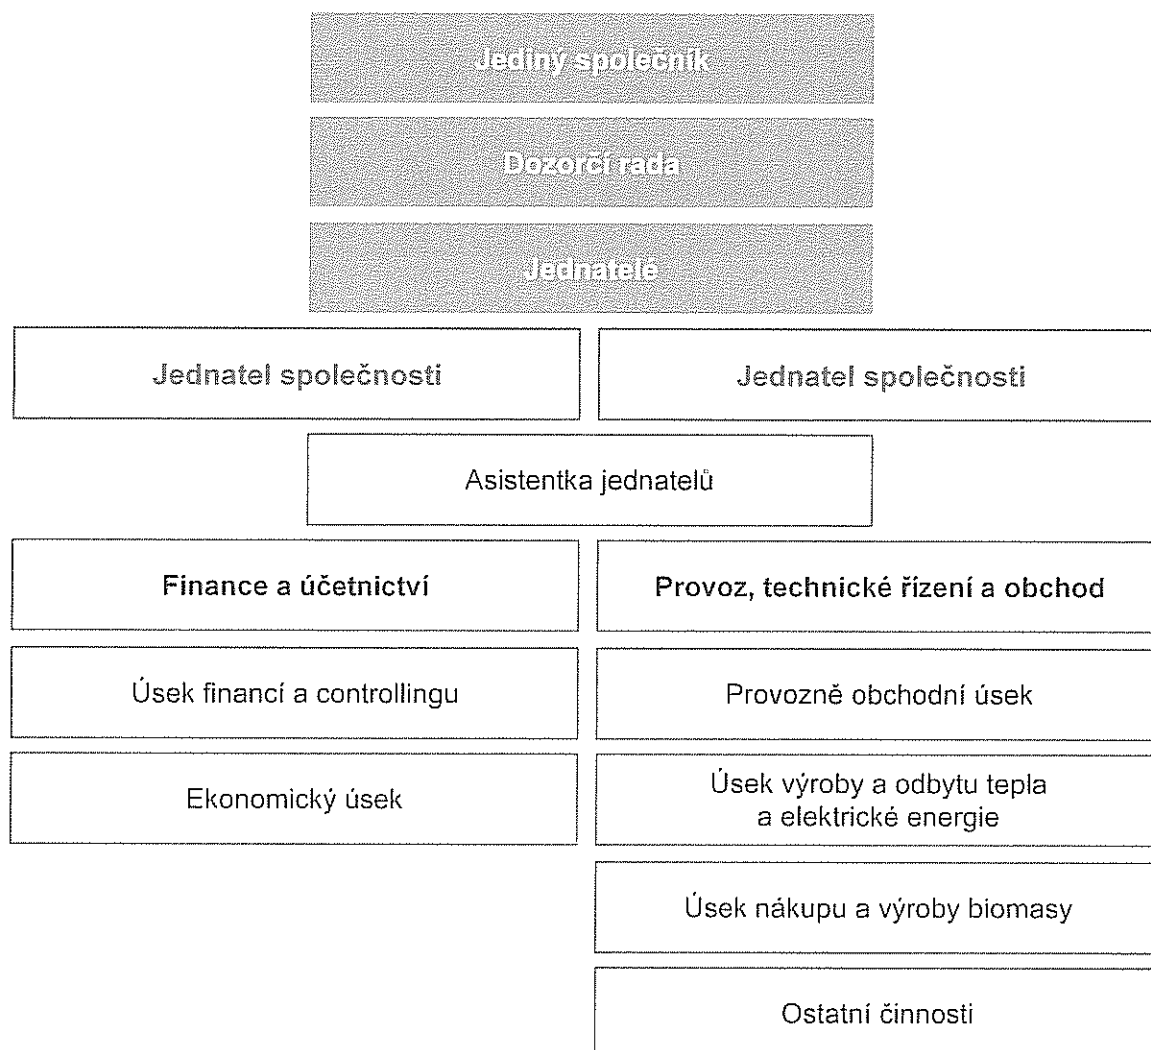 Jediný společník
Dozorčí rada
Jednatelé
Jednatel společnosti
Jednatel společnosti
Asistentka jednatelů
Finance a účetnictví
Provoz, technické řízení a obchod
Úsek financí a controllingu
Provozně obchodní úsek
Ekonomický úsek
Úsek výroby a odbytu tepla
a elektrické energie
Úsek nákupu a výroby biomasy
Ostatní činnosti